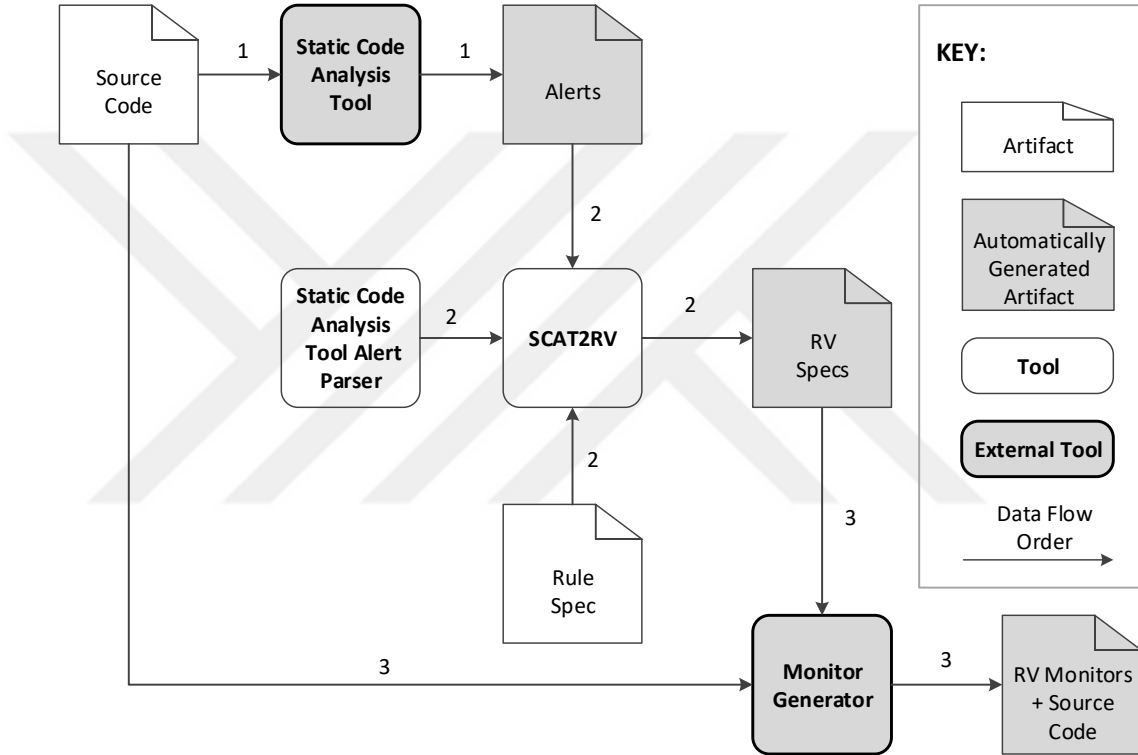 Source
Code
1
Static Code
Analysis
Tool
1
Alerts
2
Static Code
Analysis
Tool Alert
Parser
2
SCAT2RV
2
RV
Specs
2
Rule
Spec
3
3
Monitor
Generator
3
RV Monitors
+ Source
Code
KEY:
Artifact
Automatically
Generated
Artifact
Tool
External Tool
Data Flow
Order